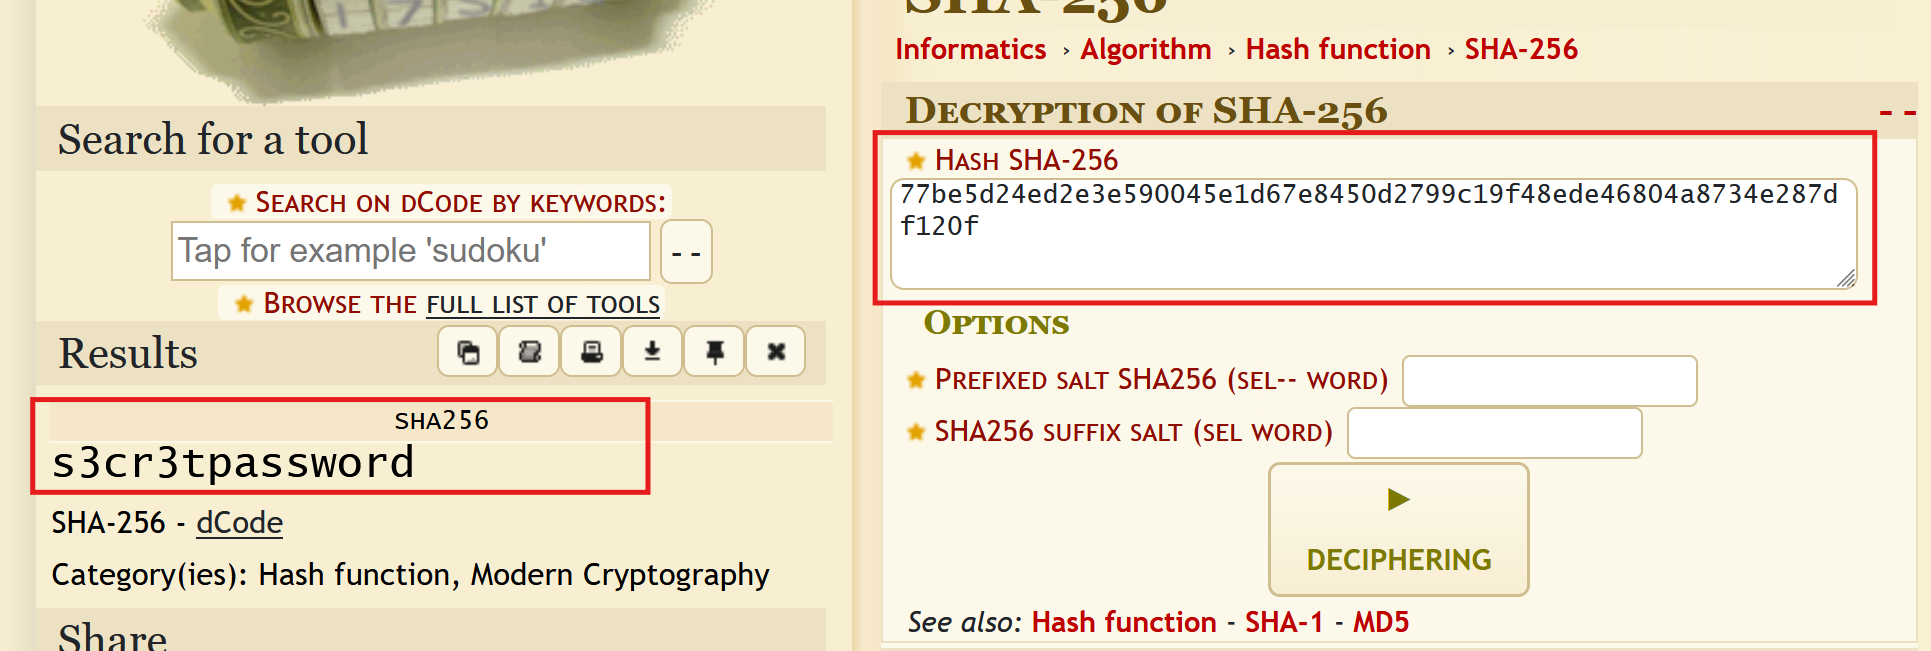 Search for a tool
SEARCH ON DCODE BY KEYWORDS:
Tap for example 'sudoku'
- -
BROWSE THE FULL LIST OF TOOLS
Results
SHA256
s3cr3tpassword
SHA-256 - dCode
Category(ies): Hash function, Modern Cryptography
Share
SHA-256
Informatics › Algorithm › Hash function › SHA-256
DECRYPTION OF SHA-256
- -
HASH SHA-256
77be5d24ed2e3e590045e1d67e8450d2799c19f48ede46804a8734e287d
f120f
OPTIONS
PREFIXED SALT SHA256 (SEL-- WORD)
SHA256 SUFFIX SALT (SEL WORD)
▶
DECIPHERING
See also: Hash function - SHA-1 - MD5